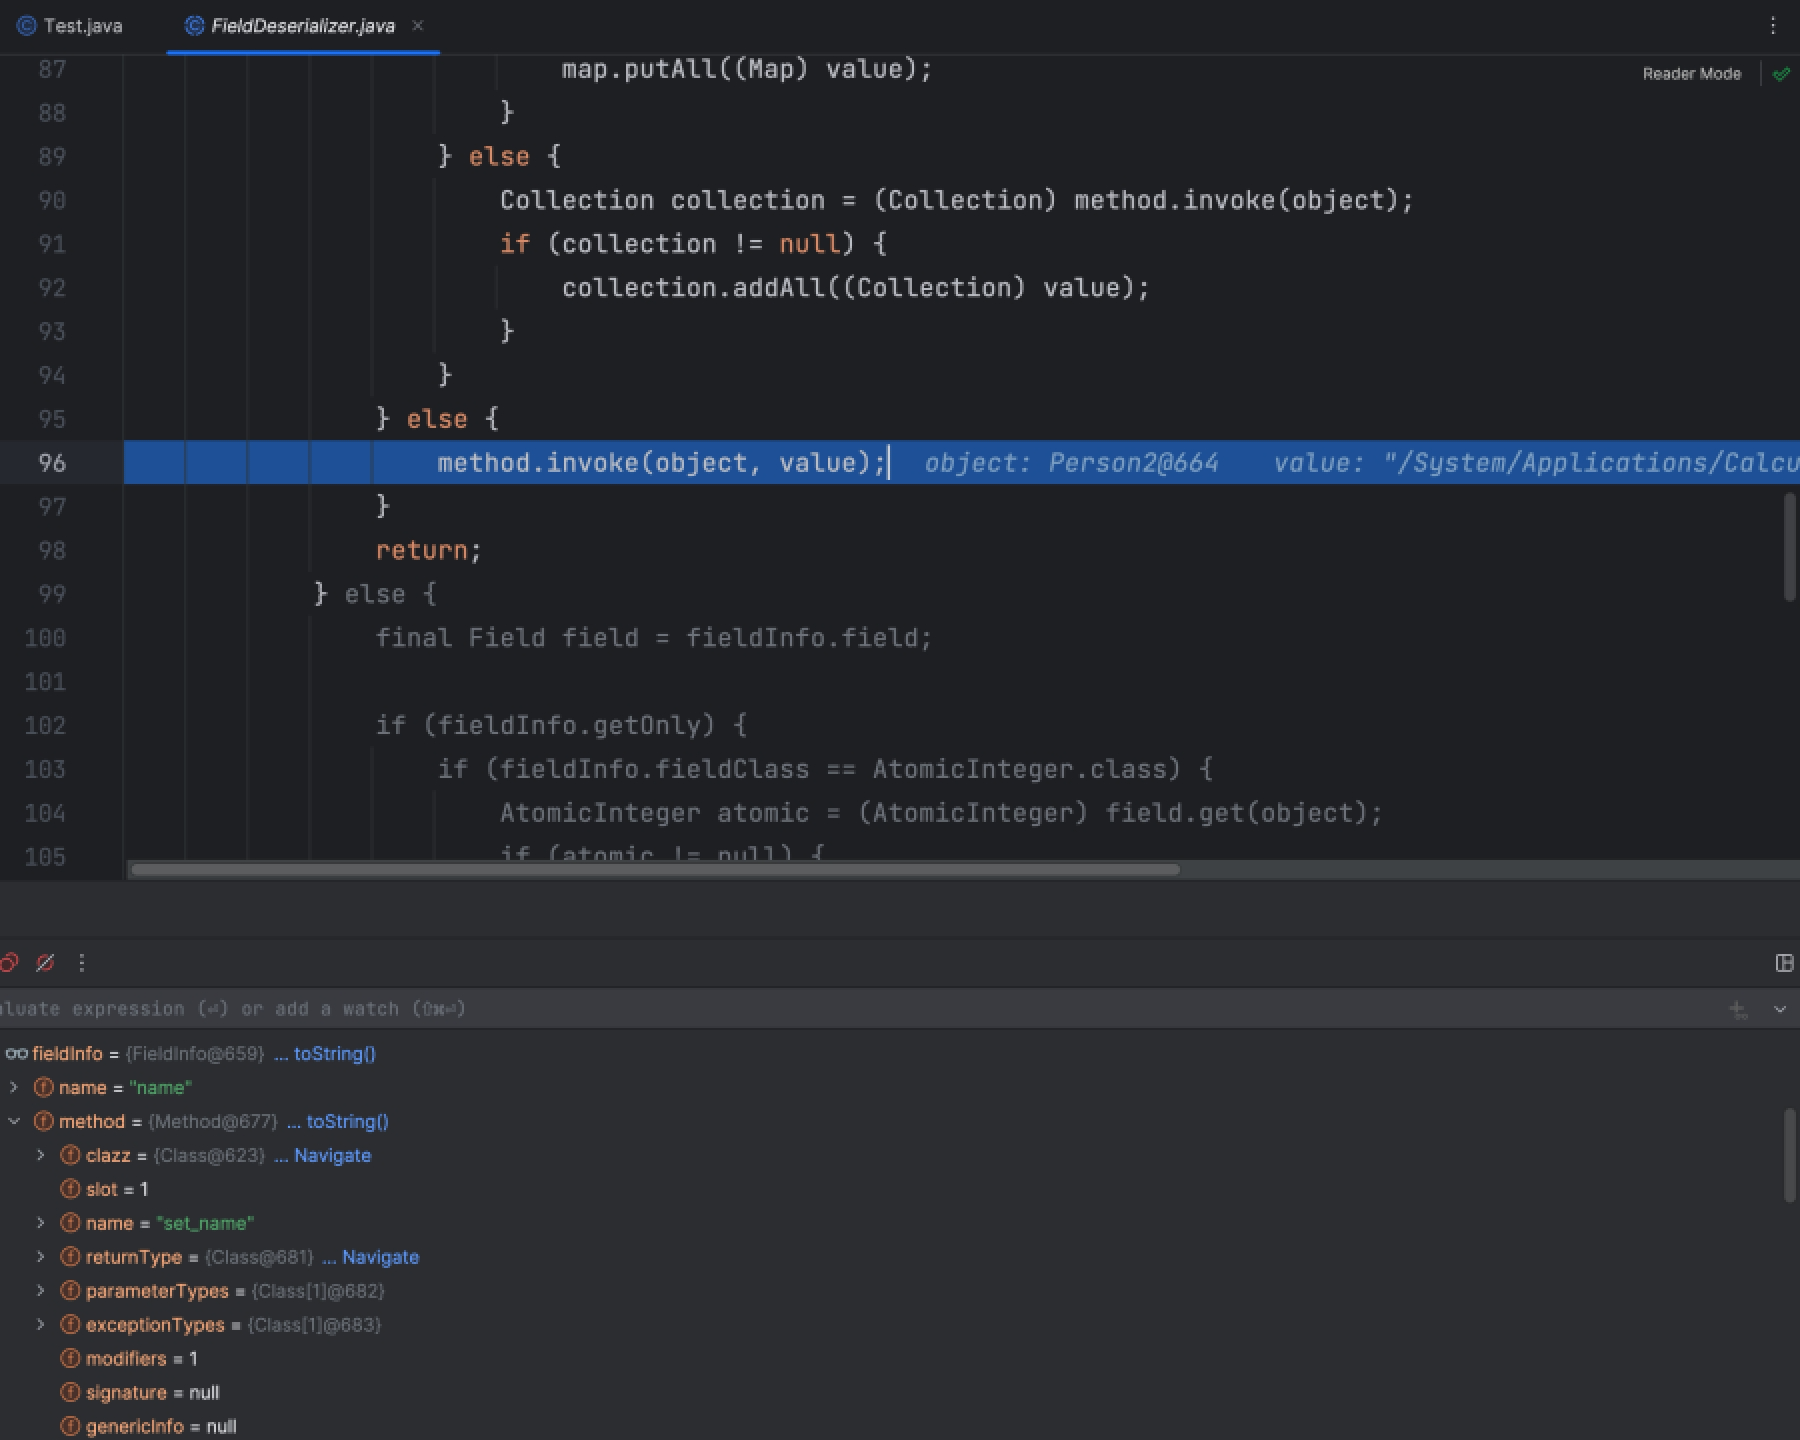 Test.java
FieldDeserializer.java
Reader Mode
87 map.putAll((Map) value);
88 }
89 } else {
90 Collection collection = (Collection) method.invoke(object);
91 if (collection != null) {
92 collection.addAll((Collection) value);
93 }
94 }
95 } else {
96 method.invoke(object, value); object: Person2@664 value: "/System/Applications/Calcu
97 }
98 return;
99 } else {
100 final Field field = fieldInfo.field;
101
102 if (fieldInfo.getOnly) {
103 if (fieldInfo.fieldClass == AtomicInteger.class) {
104 AtomicInteger atomic = (AtomicInteger) field.get(object);
105 if (atomic != null) {
luate expression (⏎) or add a watch (⇧⌘⏎)
fieldInfo = {FieldInfo@659} ... toString()
name = "name"
method = {Method@677} ... toString()
clazz = {Class@623} ... Navigate
slot = 1
name = "set_name"
returnType = {Class@681} ... Navigate
parameterTypes = {Class[1]@682}
exceptionTypes = {Class[1]@683}
modifiers = 1
signature = null
genericInfo = null